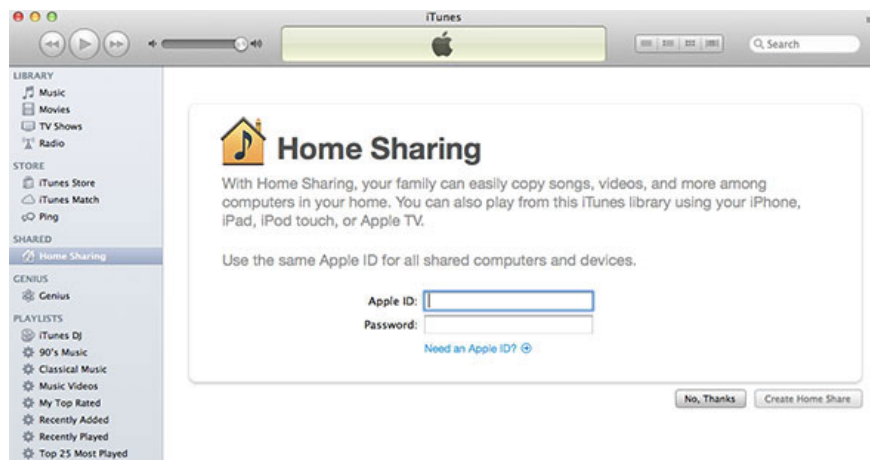 iTunes
Search
LIBRARY
Music
Movies
TV Shows
Radio
STORE
iTunes Store
iTunes Match
Ping
SHARED
Home Sharing
GENIUS
Genius
PLAYLISTS
iTunes DJ
90's Music
Classical Music
Music Videos
My Top Rated
Recently Added
Recently Played
Top 25 Most Played
Home Sharing
With Home Sharing, your family can easily copy songs, videos, and more among
computers in your home. You can also play from this iTunes library using your iPhone,
iPad, iPod touch, or Apple TV.
Use the same Apple ID for all shared computers and devices.
Apple ID:
Password:
Need an Apple ID?
No, Thanks
Create Home Share